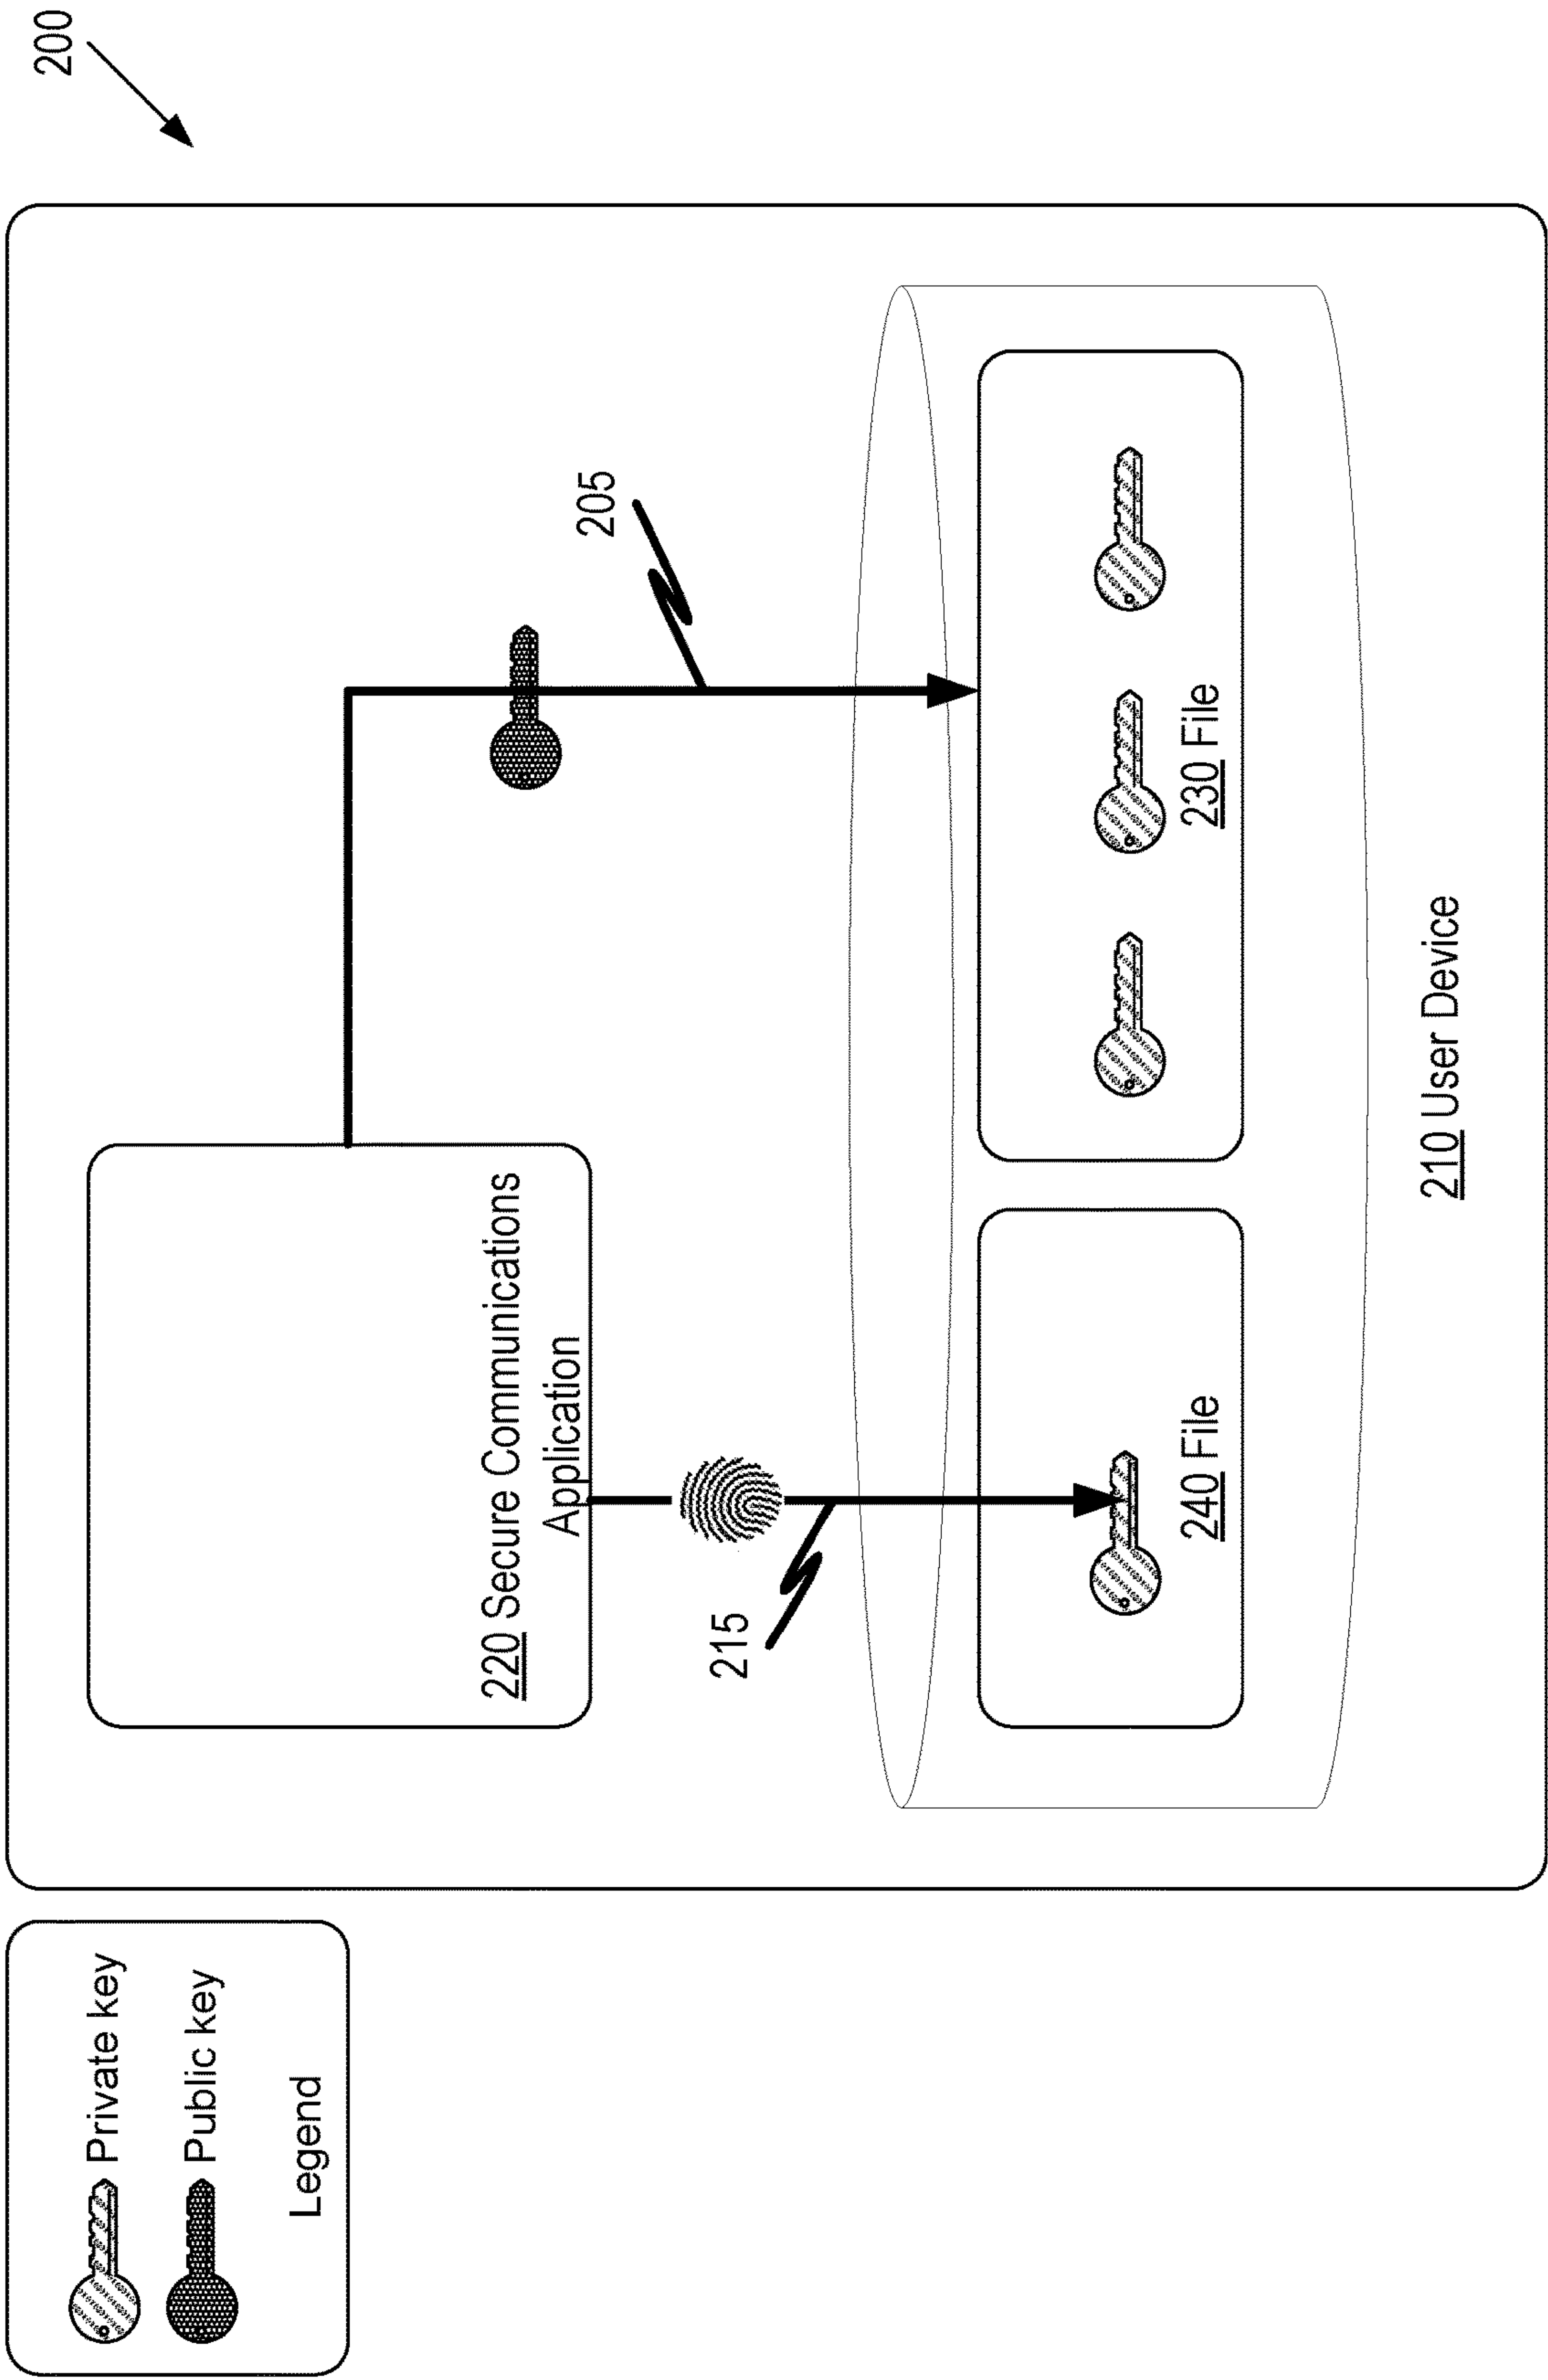 200
Private key
Public key
Legend
220 Secure Communications
Application
205
215
240 File
230 File
210 User Device